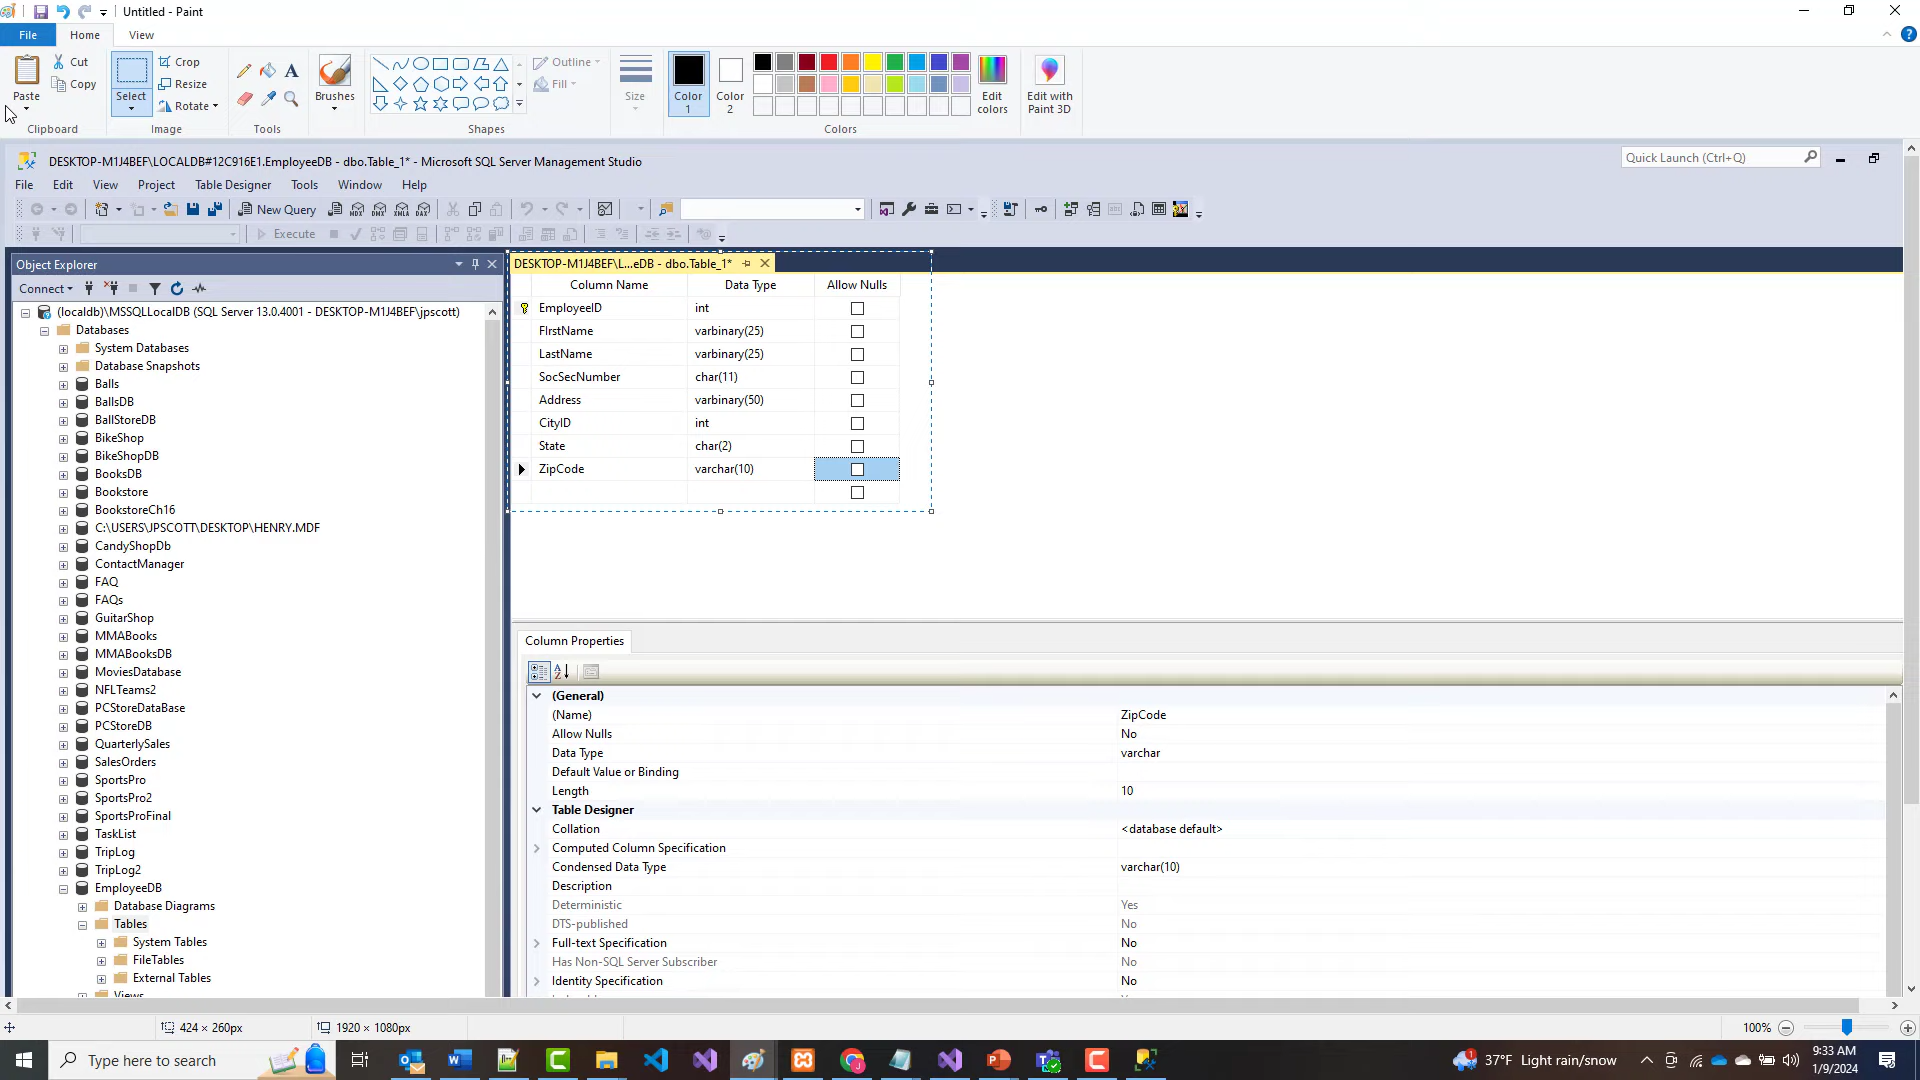 Untitled - Paint
File Home View
Paste
Cut
Copy
Clipboard
Select
Crop
Resize
Rotate
Image
Tools
Brushes
Shapes
Outline
Fill
Size
Color 1
Color 2
Edit colors
Edit with Paint 3D
Colors
DESKTOP-M1J4BEF\LOCALDB#12C916E1.EmployeeDB - dbo.Table_1* - Microsoft SQL Server Management Studio
Quick Launch (Ctrl+Q)
File Edit View Project Table Designer Tools Window Help
New Query
Execute
Object Explorer
Connect
(localdb)\MSSQLLocalDB (SQL Server 13.0.4001 - DESKTOP-M1J4BEF\jpscott)
Databases
System Databases
Database Snapshots
Balls
BallsDB
BallStoreDB
BikeShop
BikeShopDB
BooksDB
Bookstore
BookstoreCh16
C:\USERS\JPSCOTT\DESKTOP\HENRY.MDF
CandyShopDb
ContactManager
FAQ
FAQs
GuitarShop
MMABooks
MMABooksDB
MoviesDatabase
NFLTeams2
PCStoreDataBase
PCStoreDB
QuarterlySales
SalesOrders
SportsPro
SportsPro2
SportsProFinal
TaskList
TripLog
TripLog2
EmployeeDB
Database Diagrams
Tables
System Tables
FileTables
External Tables
Views
DESKTOP-M1J4BEF\L...eDB - dbo.Table_1*
Column Name Data Type Allow Nulls
EmployeeID int
FIrstName varbinary(25)
LastName varbinary(25)
SocSecNumber char(11)
Address varbinary(50)
CityID int
State char(2)
ZipCode varchar(10)
Column Properties
(General)
(Name) ZipCode
Allow Nulls No
Data Type varchar
Default Value or Binding
Length 10
Table Designer
Collation <database default>
Computed Column Specification
Condensed Data Type varchar(10)
Description
Deterministic Yes
DTS-published No
Full-text Specification No
Has Non-SQL Server Subscriber No
Identity Specification No
424 × 260px
1920 × 1080px
100%
Type here to search
37°F Light rain/snow
9:33 AM
1/9/2024